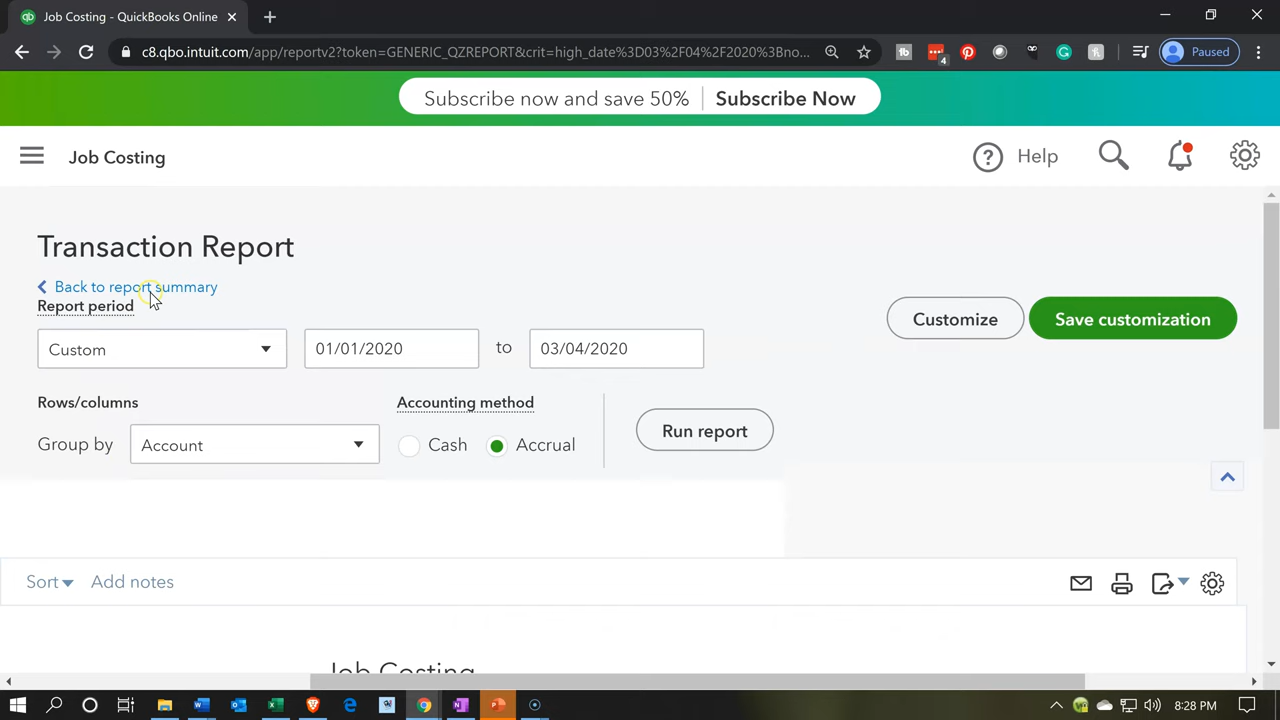 Job Costing - QuickBooks Online
c8.qbo.intuit.com/app/reportv2?token=GENERIC_QZREPORT&crit=high_date%3D03%2F04%2F2020%3Bno...
4
Paused
Subscribe now and save 50% | Subscribe Now
Job Costing
Help
Transaction Report
Back to report summary
Report period
Custom 01/01/2020 to 03/04/2020
Customize Save customization
Rows/columns Accounting method
Group by Account Cash Accrual Run report
Sort Add notes
Job Costing
8:28 PM